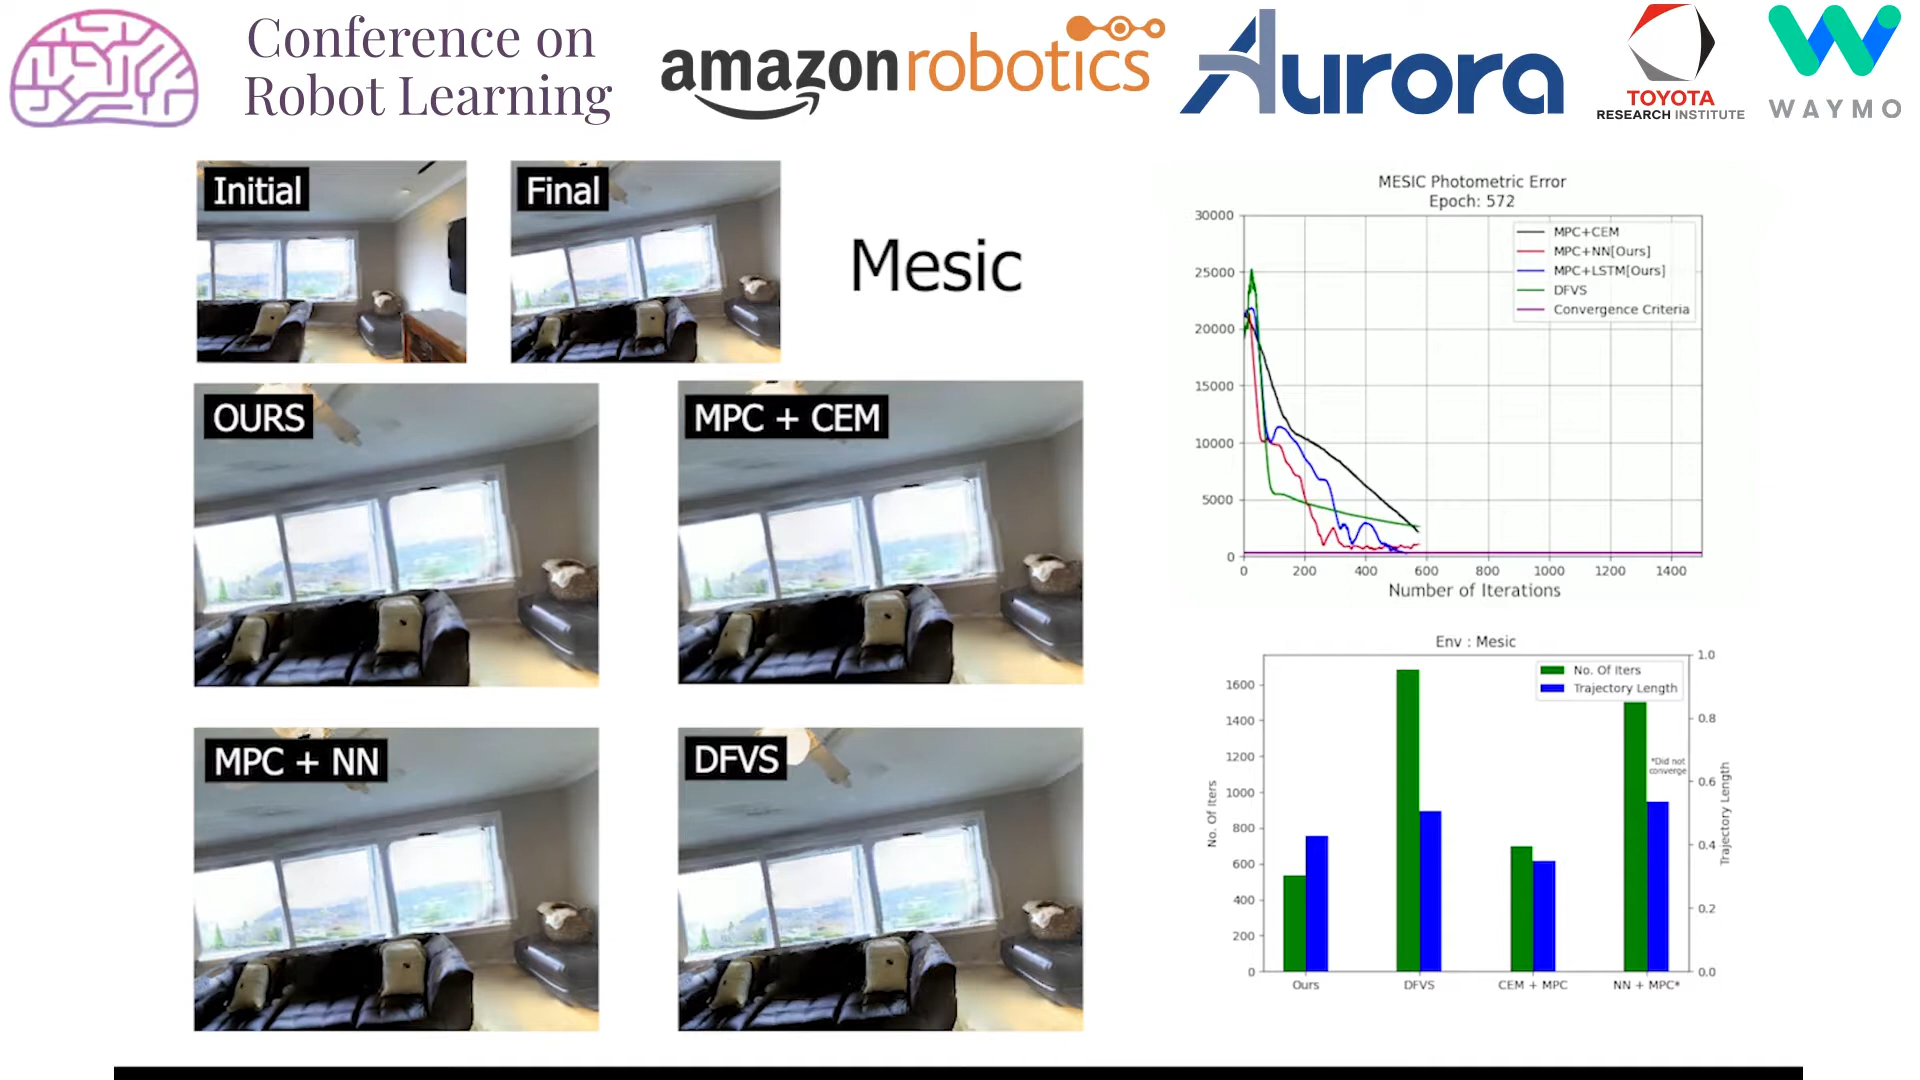 Conference on
Robot Learning
amazon robotics
Aurora
TOYOTA
RESEARCH INSTITUTE
WAYMO
Initial
Final
Mesic
OURS
MPC + CEM
MPC + NN
DFVS
MESIC Photometric Error
Epoch: 572
30000
25000
20000
15000
10000
5000
0
MPC+CEM
MPC+NN[Ours]
MPC+LSTM[Ours]
DFVS
Convergence Criteria
0 200 400 600 800 1000 1200 1400
Number of Iterations
Env : Mesic
No. Of Iters
Trajectory Length
1600
1400
1200
1000
800
600
400
200
0
No. Of Iters
*Did not
converge
1.0
0.8
0.6
0.4
0.2
0.0
Trajectory Length
Ours DFVS CEM + MPC NN + MPC*